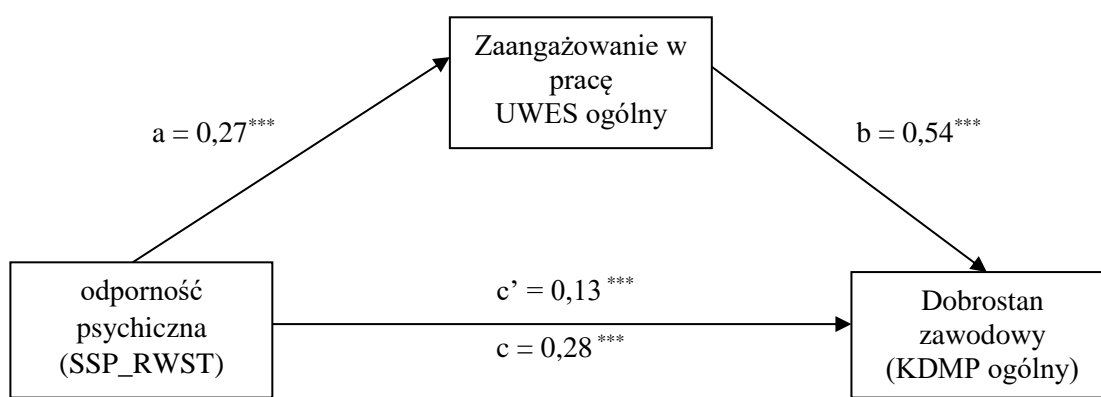 Zaangażowanie w
pracę
UWES ogólny
a = 0,27***
b = 0,54***
odporność
psychiczna
(SSP_RWST)
c’ = 0,13 ***
c = 0,28 ***
Dobrostan
zawodowy
(KDMP ogólny)